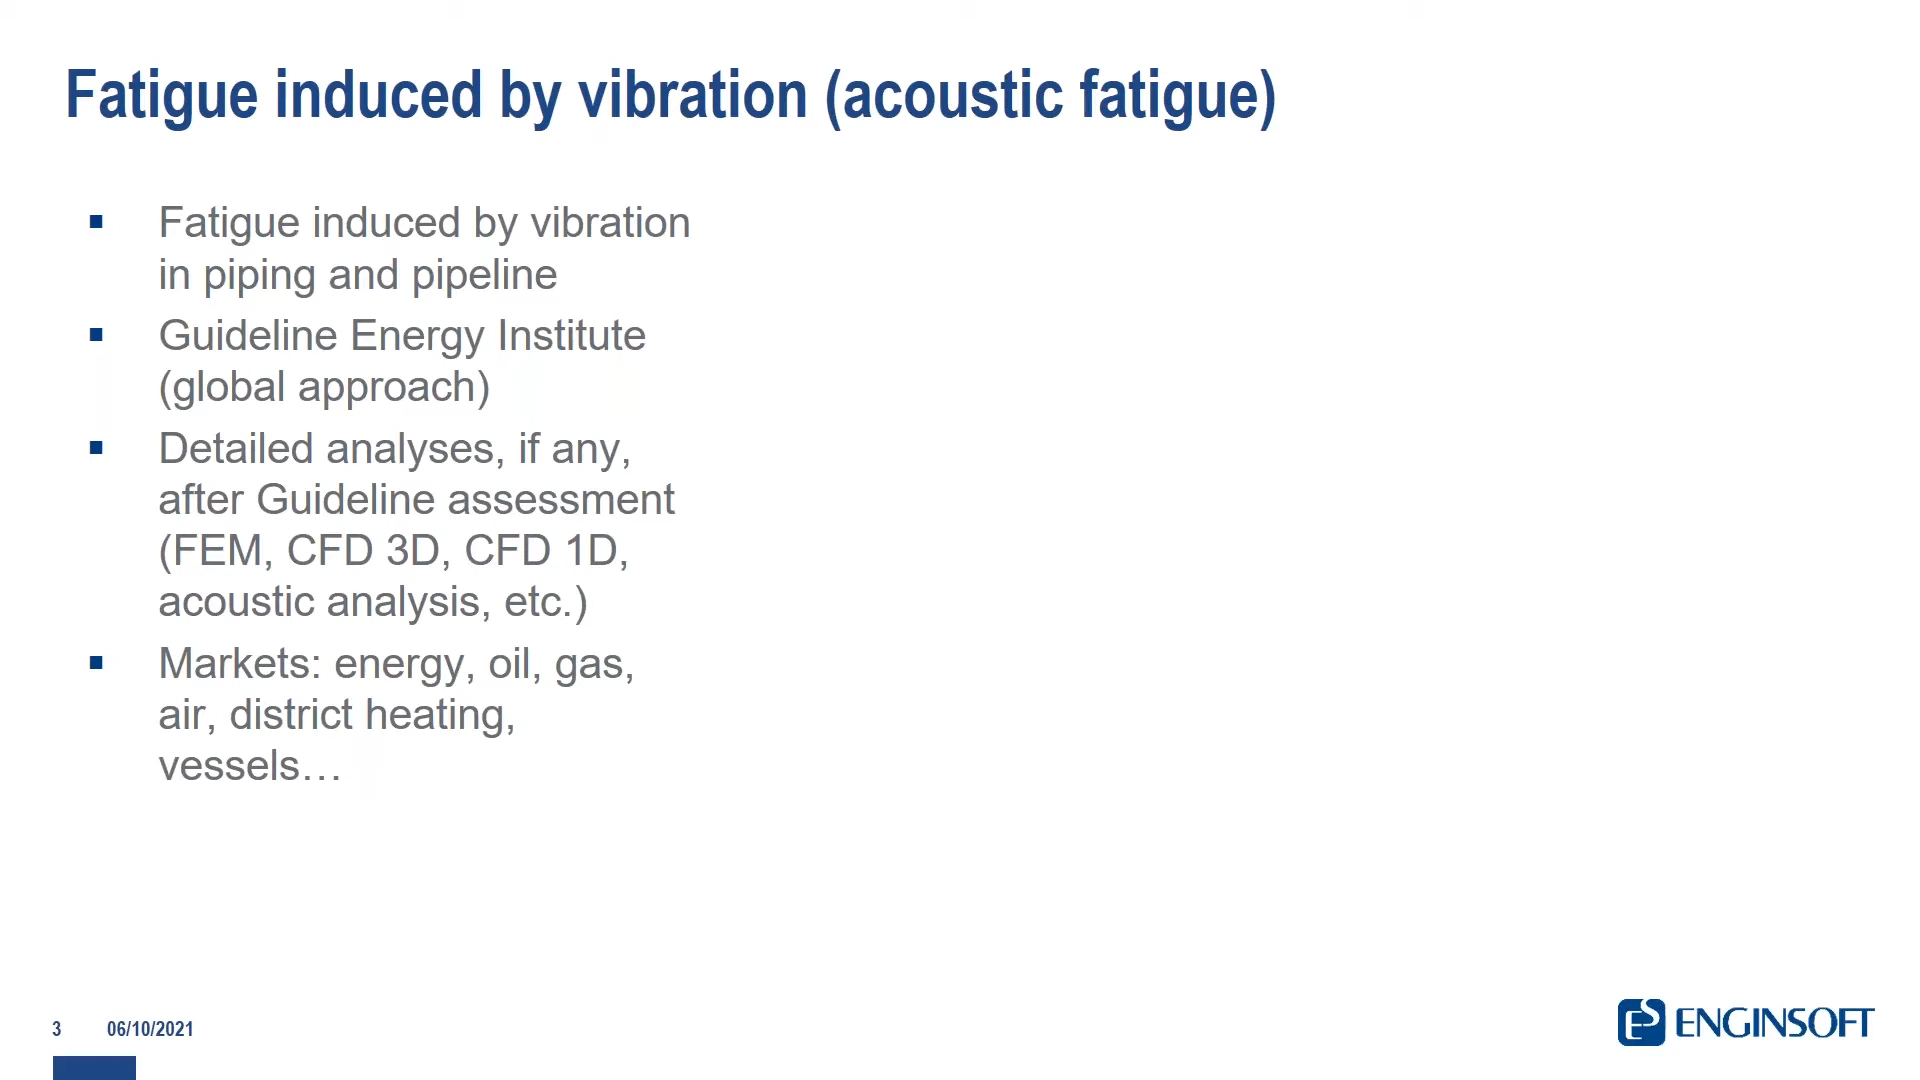 Fatigue induced by vibration (acoustic fatigue)
▪ Fatigue induced by vibration
in piping and pipeline
▪ Guideline Energy Institute
(global approach)
▪ Detailed analyses, if any,
after Guideline assessment
(FEM, CFD 3D, CFD 1D,
acoustic analysis, etc.)
▪ Markets: energy, oil, gas,
air, district heating,
vessels…
3 06/10/2021
ES ENGINSOFT